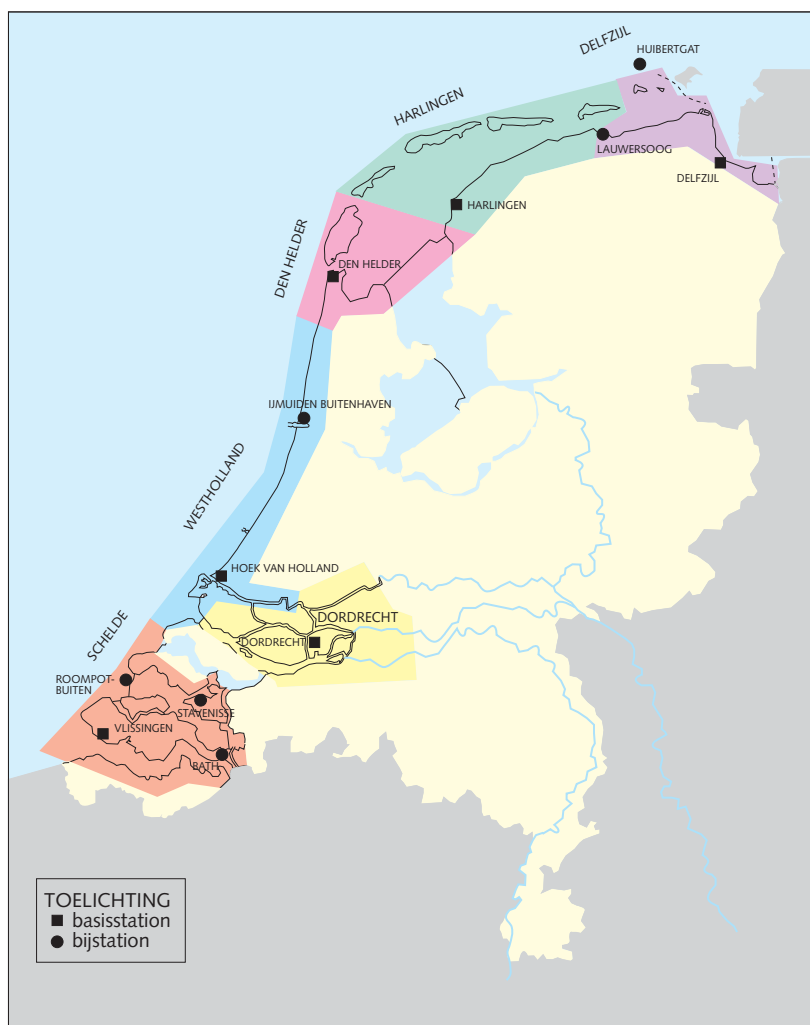 DELFZIJL
HUIBERTGAT
HARLINGEN
LAUWERSOOG
DELFZIJL
HARLINGEN
DEN HELDER
DEN HELDER
IJMUIDEN BUITENHAVEN
WESTHOLLAND
HOEK VAN HOLLAND
SCHELDE
DORDRECHT
DORDRECHT
ROOMPOT-
BUITEN
STAVENISSE
VLISSINGEN
BATH
TOELICHTING
basisstation
bijstation